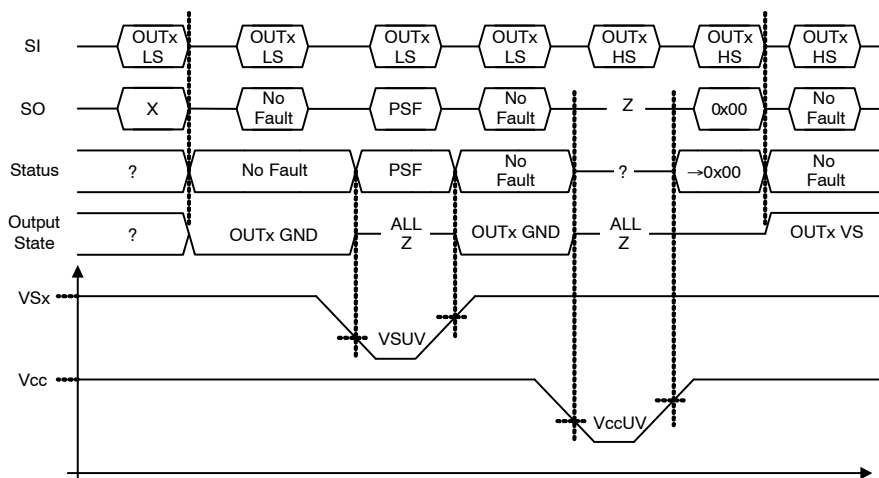 SI
OUTx
LS
OUTx
LS
OUTx
LS
OUTx
LS
OUTx
HS
OUTx
HS
OUTx
HS
SO
X
No
Fault
PSF
No
Fault
Z
0x00
No
Fault
Status
?
No Fault
PSF
No
Fault
?
→0x00
No
Fault
Output
State
?
OUTx GND
ALL
Z
OUTx GND
ALL
Z
OUTx VS
VSx
VSUV
Vcc
VccUV